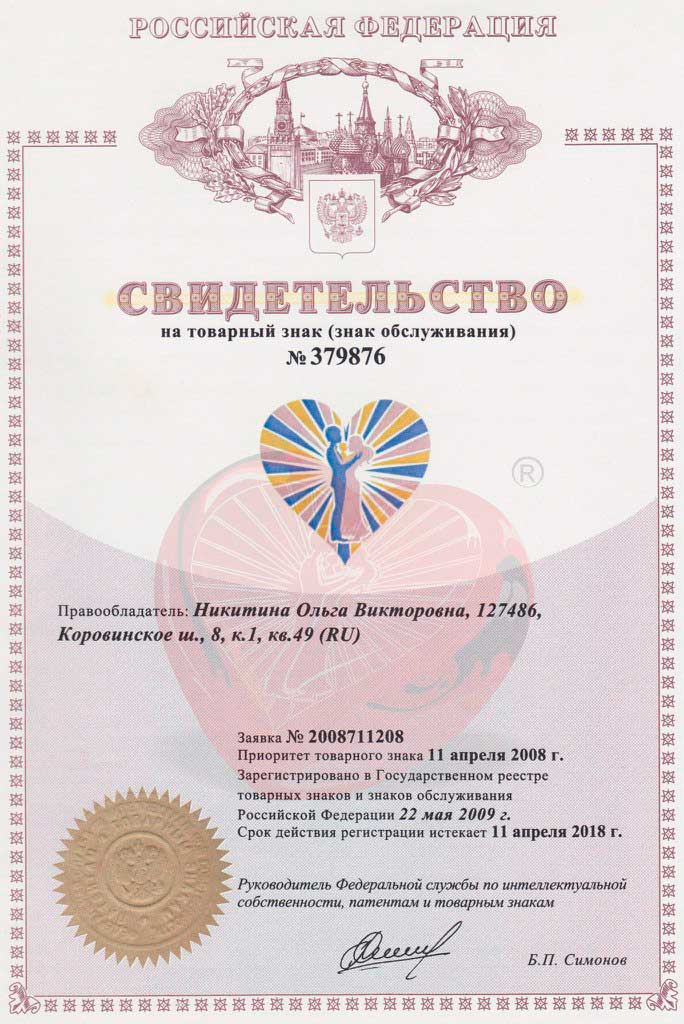 РОССИЙСКАЯ ФЕДЕРАЦИЯ
СВИДЕТЕЛЬСТВО
на товарный знак (знак обслуживания)
№ 379876
®
Правообладатель: Никитина Ольга Викторовна, 127486,
Коровинское ш., 8, к.1, кв.49 (RU)
Заявка № 2008711208
Приоритет товарного знака 11 апреля 2008 г.
Зарегистрировано в Государственном реестре
товарных знаков и знаков обслуживания
Российской Федерации 22 мая 2009 г.
Срок действия регистрации истекает 11 апреля 2018 г.
Руководитель Федеральной службы по интеллектуальной
собственности, патентам и товарным знакам
Б.П. Симонов